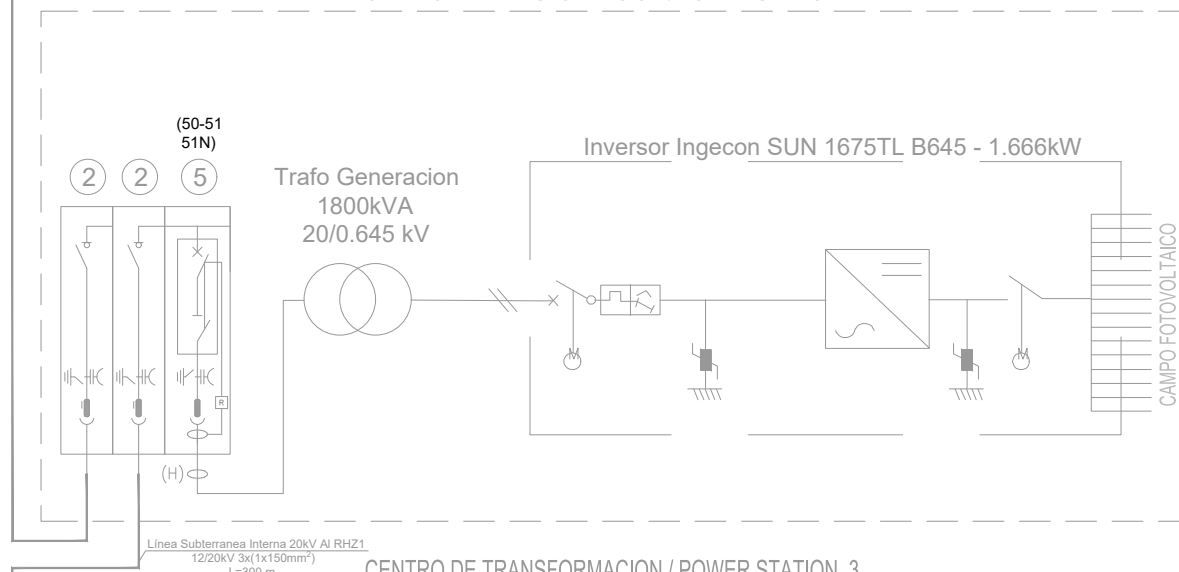 (50-51
51N)
2
2
5
Trafo Generacion
1800kVA
20/0.645 kV
Inversor Ingecon SUN 1675TL B645 - 1.666kW
M
M
R
(H)
CAMPO FOTOVOLTAICO
Línea Subterranea Interna 20kV Al RHZ1
12/20kV 3x(1x150mm²)
L=300 m
CENTRO DE TRANSFORMACION / POWER STATION 3